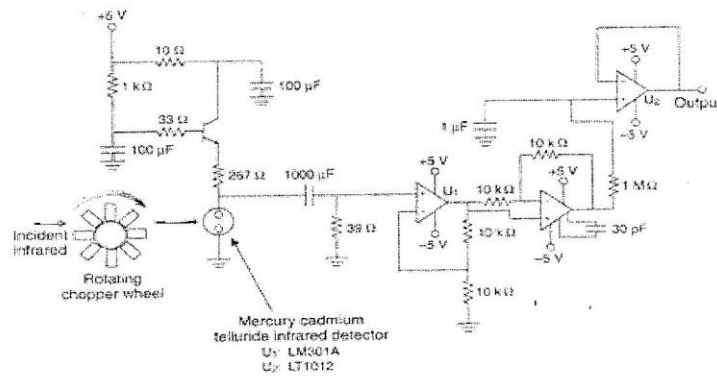 +5 V
10 Ω
1 kΩ
100 µF
33 Ω
100 µF
267 Ω
1000 µF
39 Ω
Incident
infrared
Rotating
chopper wheel
Mercury cadmium
telluride infrared detector
U₁: LM301A
U₂: LT1012
+5 V
U₁
-5 V
10 kΩ
10 kΩ
10 kΩ
10 kΩ
+5 V
-5 V
30 pF
1 MΩ
1 µF
+5 V
U₂
+5 V
Output